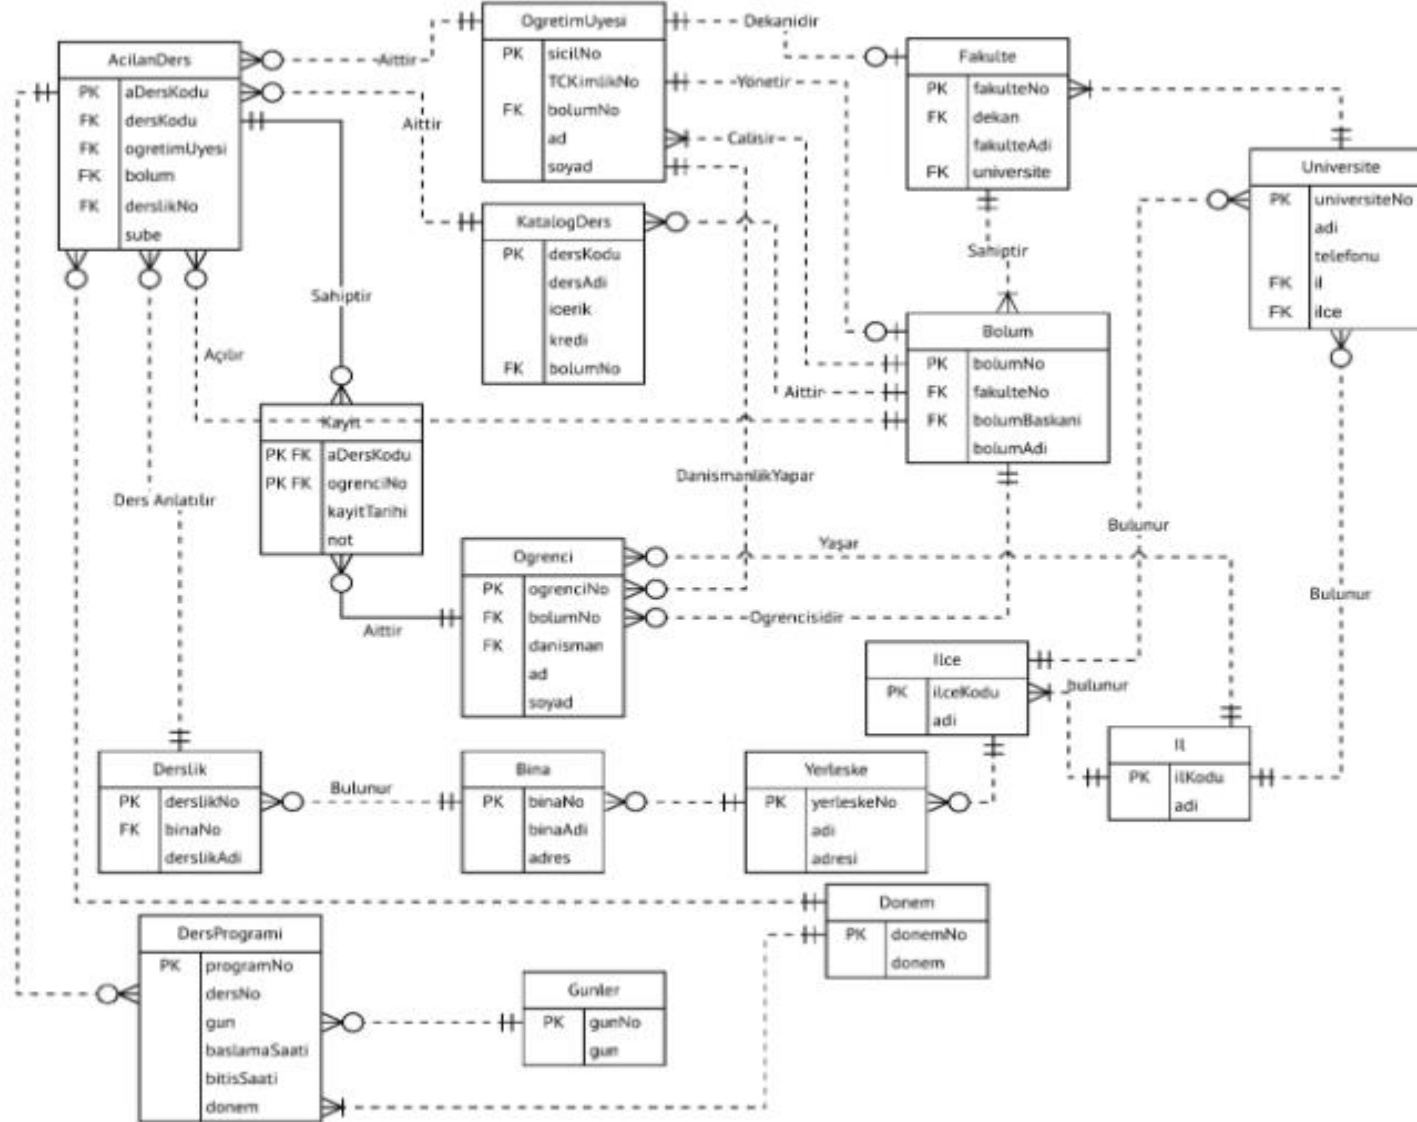 AcilanDers
PK aDersKodu
FK dersKodu
FK ogretimUyesi
FK bolum
FK derslikNo
sube
Aittir
Aittir
OgretimUyesi
PK sicilNo
TCKimlikNo
FK bolumNo
ad
soyad
Dekanidir
Yönetir
Calisir
Fakulte
PK fakulteNo
FK dekan
fakulteAdi
FK universite
Universite
PK universiteNo
adi
telefonu
FK il
FK ilce
KatalogDers
PK dersKodu
dersAdi
icerik
kredi
FK bolumNo
Sahiptir
Sahiptir
Açılır
Aittir
Bolum
PK bolumNo
FK fakulteNo
FK bolumBaskani
bolumAdi
Kayit
PK FK aDersKodu
PK FK ogrenciNo
kayitTarihi
not
Ders Anlatılır
DanismanlikYapar
Yaşar
Bulunur
Bulunur
Ogrenci
PK ogrenciNo
FK bolumNo
FK danisman
ad
soyad
Aittir
Ogrencisidir
Ilce
PK ilceKodu
adi
bulunur
Il
PK ilKodu
adi
Derslik
PK derslikNo
FK binaNo
derslikAdi
Bulunur
Bina
PK binaNo
binaAdi
adres
Yerleske
PK yerleskeNo
adi
adresi
Donem
PK donemNo
donem
DersProgrami
PK programNo
dersNo
gun
baslamaSaati
bitisSaati
donem
Gunler
PK gunNo
gun